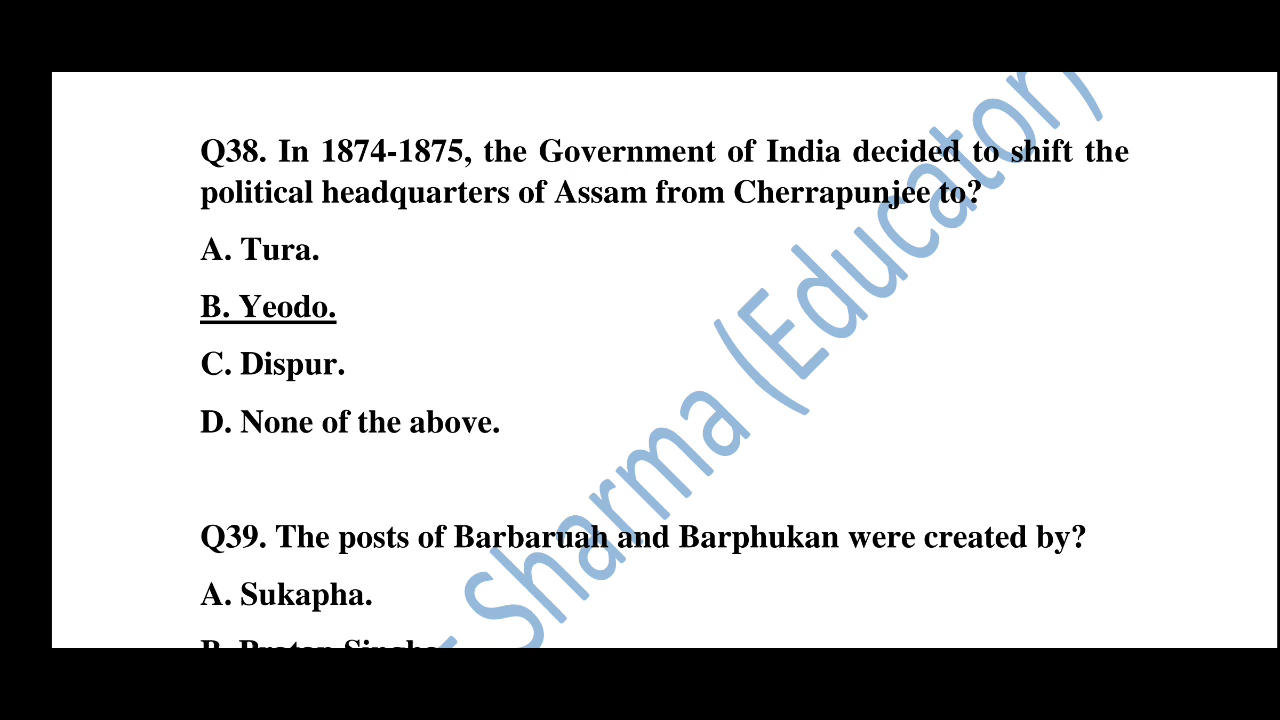 Q38. In 1874-1875, the Government of India decided to shift the
political headquarters of Assam from Cherrapunjee to?
A. Tura.
B. Yeodo.
C. Dispur.
D. None of the above.
Q39. The posts of Barbaruah and Barphukan were created by?
A. Sukapha.
Sharma (Educator)